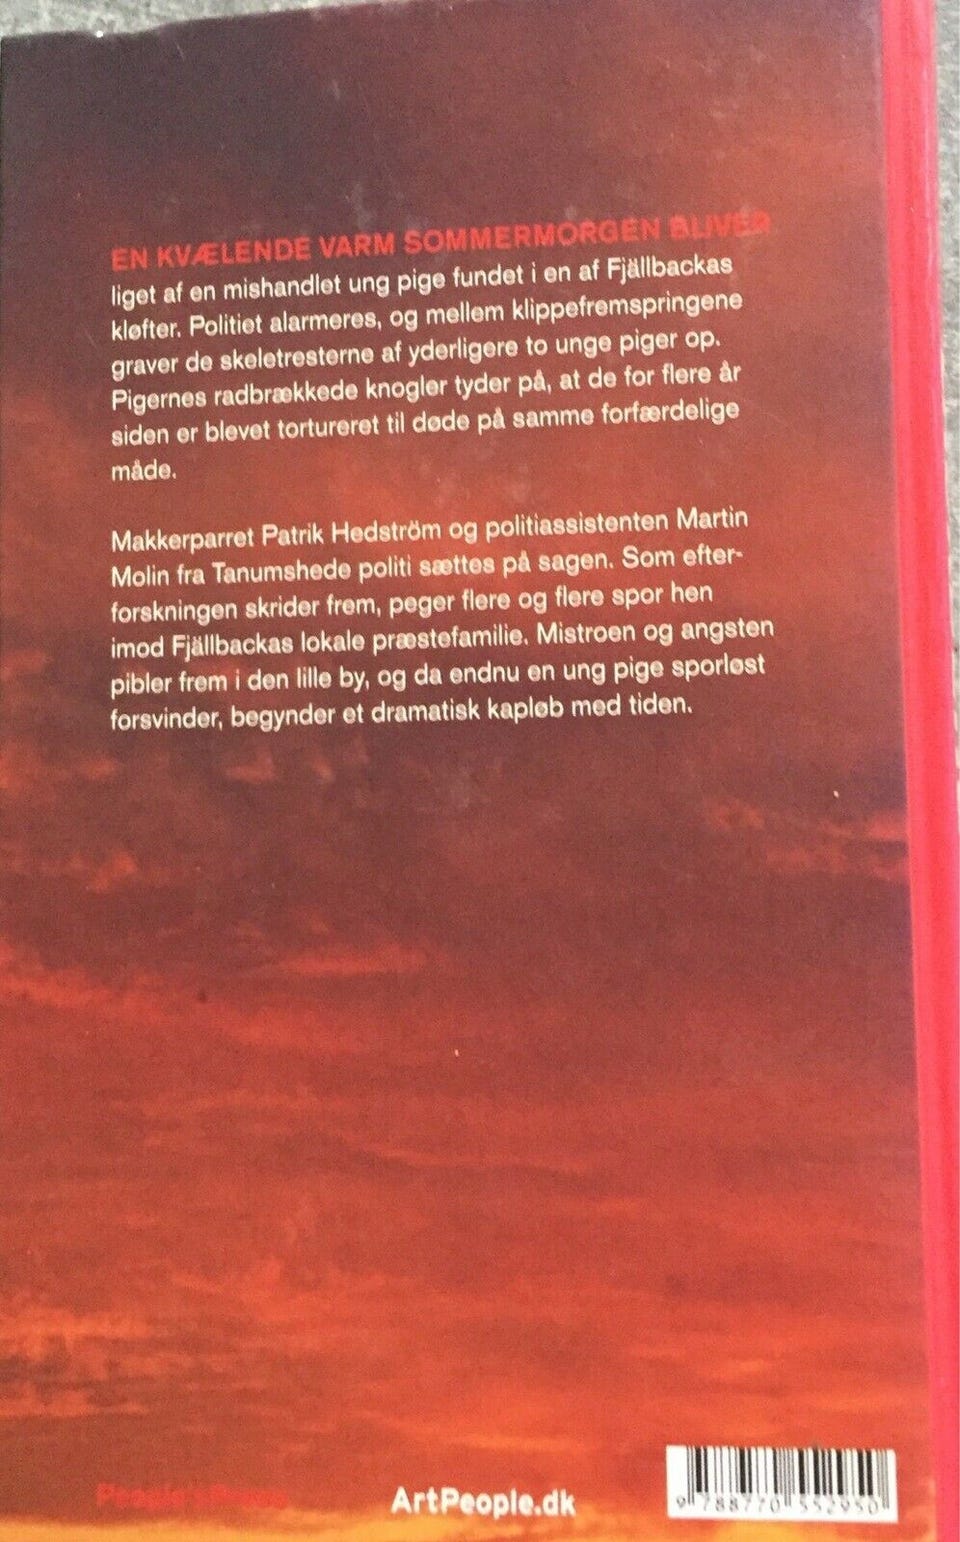 EN KVÆLENDE VARM SOMMERMORGEN BLIVER
liget af en mishandlet ung pige fundet i en af Fjällbackas
kløfter. Politiet alarmeres, og mellem klippefremspringene
graver de skeletresterne af yderligere to unge piger op.
Pigernes radbrækkede knogler tyder på, at de for flere år
siden er blevet tortureret til døde på samme forfærdelige
måde.
Makkerparret Patrik Hedström og politiassistenten Martin
Molin fra Tanumshede politi sættes på sagen. Som efter-
forskningen skrider frem, peger flere og flere spor hen
imod Fjällbackas lokale præstefamilie. Mistroen og angsten
pibler frem i den lille by, og da endnu en ung pige sporløst
forsvinder, begynder et dramatisk kapløb med tiden.
People'sPress
ArtPeople.dk
9 788770 552950